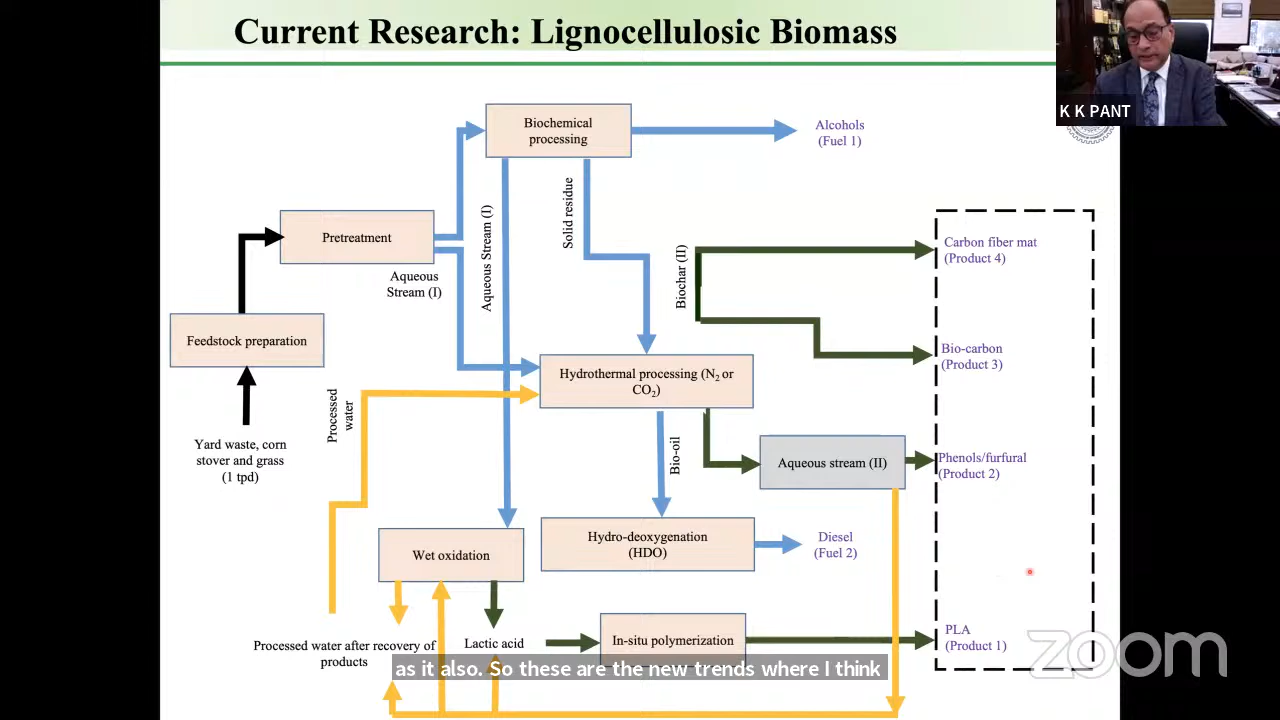 Current Research: Lignocellulosic Biomass
K K PANT
Biochemical
processing
Alcohols
(Fuel 1)
Pretreatment
Aqueous
Stream (I)
Aqueous Stream (I)
Solid residue
Biochar (II)
Carbon fiber mat
(Product 4)
Feedstock preparation
Bio-carbon
(Product 3)
Hydrothermal processing (N₂ or
CO₂)
Processed
water
Yard waste, corn
stover and grass
(1 tpd)
Bio-oil
Aqueous stream (II)
Phenols/furfural
(Product 2)
Wet oxidation
Hydro-deoxygenation
(HDO)
Diesel
(Fuel 2)
Processed water after recovery of
products
Lactic acid
In-situ polymerization
PLA
(Product 1)
zoom
as it also. So these are the new trends where I think